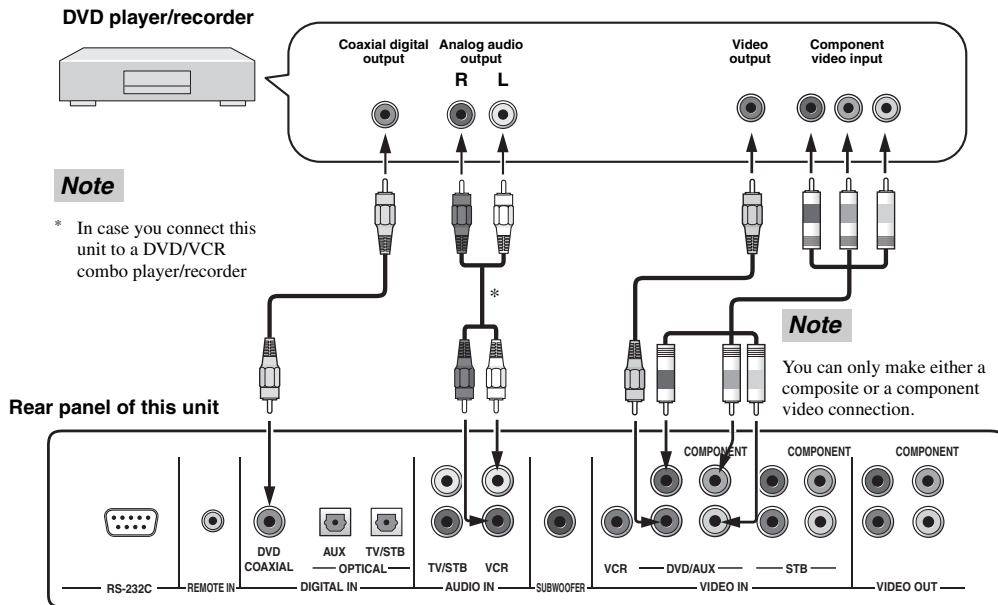 DVD player/recorder
Coaxial digital output
Analog audio output
R L
Video output
Component video input
Note
* In case you connect this
unit to a DVD/VCR
combo player/recorder
*
Note
You can only make either a
composite or a component
video connection.
Rear panel of this unit
COMPONENT COMPONENT COMPONENT
DVD COAXIAL
AUX TV/STB
OPTICAL
TV/STB VCR
VCR DVD/AUX STB
RS-232C REMOTE IN DIGITAL IN AUDIO IN SUBWOOFER VIDEO IN VIDEO OUT